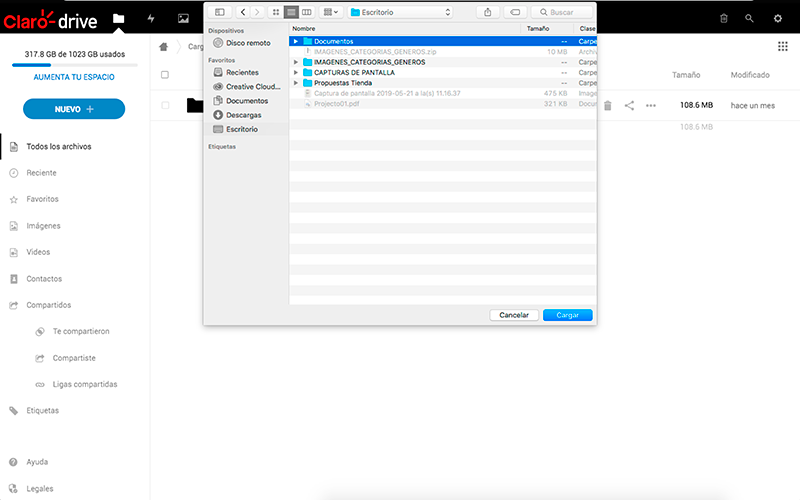 Claro drive
317.8 GB de 1023 GB usados
AUMENTA TU ESPACIO
NUEVO +
Todos los archivos
Reciente
Favoritos
Imágenes
Videos
Contactos
Compartidos
Te compartieron
Compartiste
Ligas compartidas
Etiquetas
Ayuda
Legales
Carg
Escritorio
Buscar
Dispositivos
Disco remoto
Favoritos
Recientes
Creative Cloud...
Documentos
Descargas
Escritorio
Etiquetas
Nombre Tamaño Clase
Documentos -- Carpe
IMAGENES_CATEGORIAS_GENEROS.zip 10 MB Archiv
IMAGENES_CATEGORIAS_GENEROS -- Carpe
CAPTURAS DE PANTALLA -- Carpe
Propuestas Tienda -- Carpe
Captura de pantalla 2019-05-21 a la(s) 11.16.37 475 KB Image
Projecto01.pdf 321 KB Docum
Cancelar Cargar
Tamaño Modificado
108.6 MB hace un mes
108.6 MB